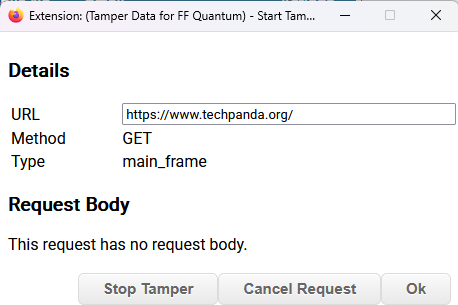 Extension: (Tamper Data for FF Quantum) - Start Tam...
Details
URL https://www.techpanda.org/
Method GET
Type main_frame
Request Body
This request has no request body.
Stop Tamper Cancel Request Ok